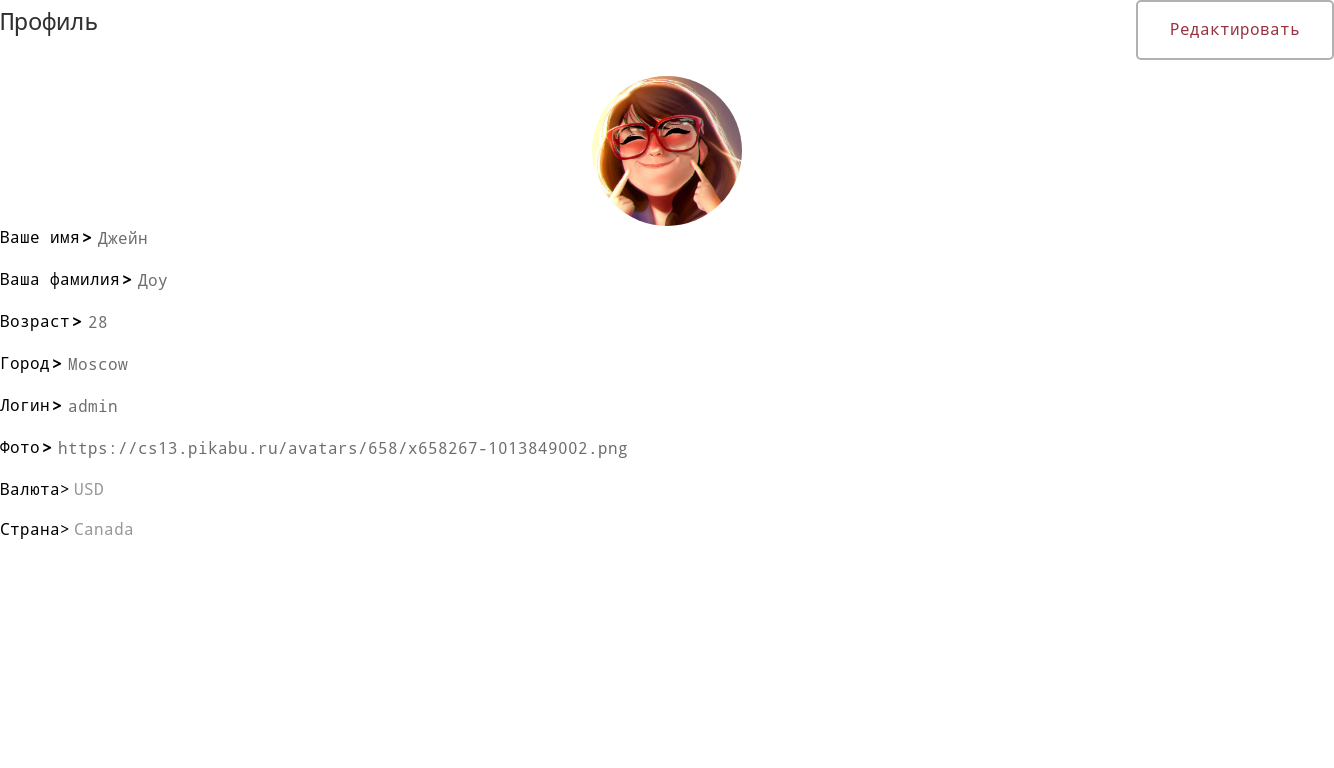 Профиль
Редактировать
Ваше имя> Джейн
Ваша фамилия> Доу
Возраст> 28
Город> Moscow
Логин> admin
Фото> https://cs13.pikabu.ru/avatars/658/x658267-1013849002.png
Валюта> USD
Страна> Canada